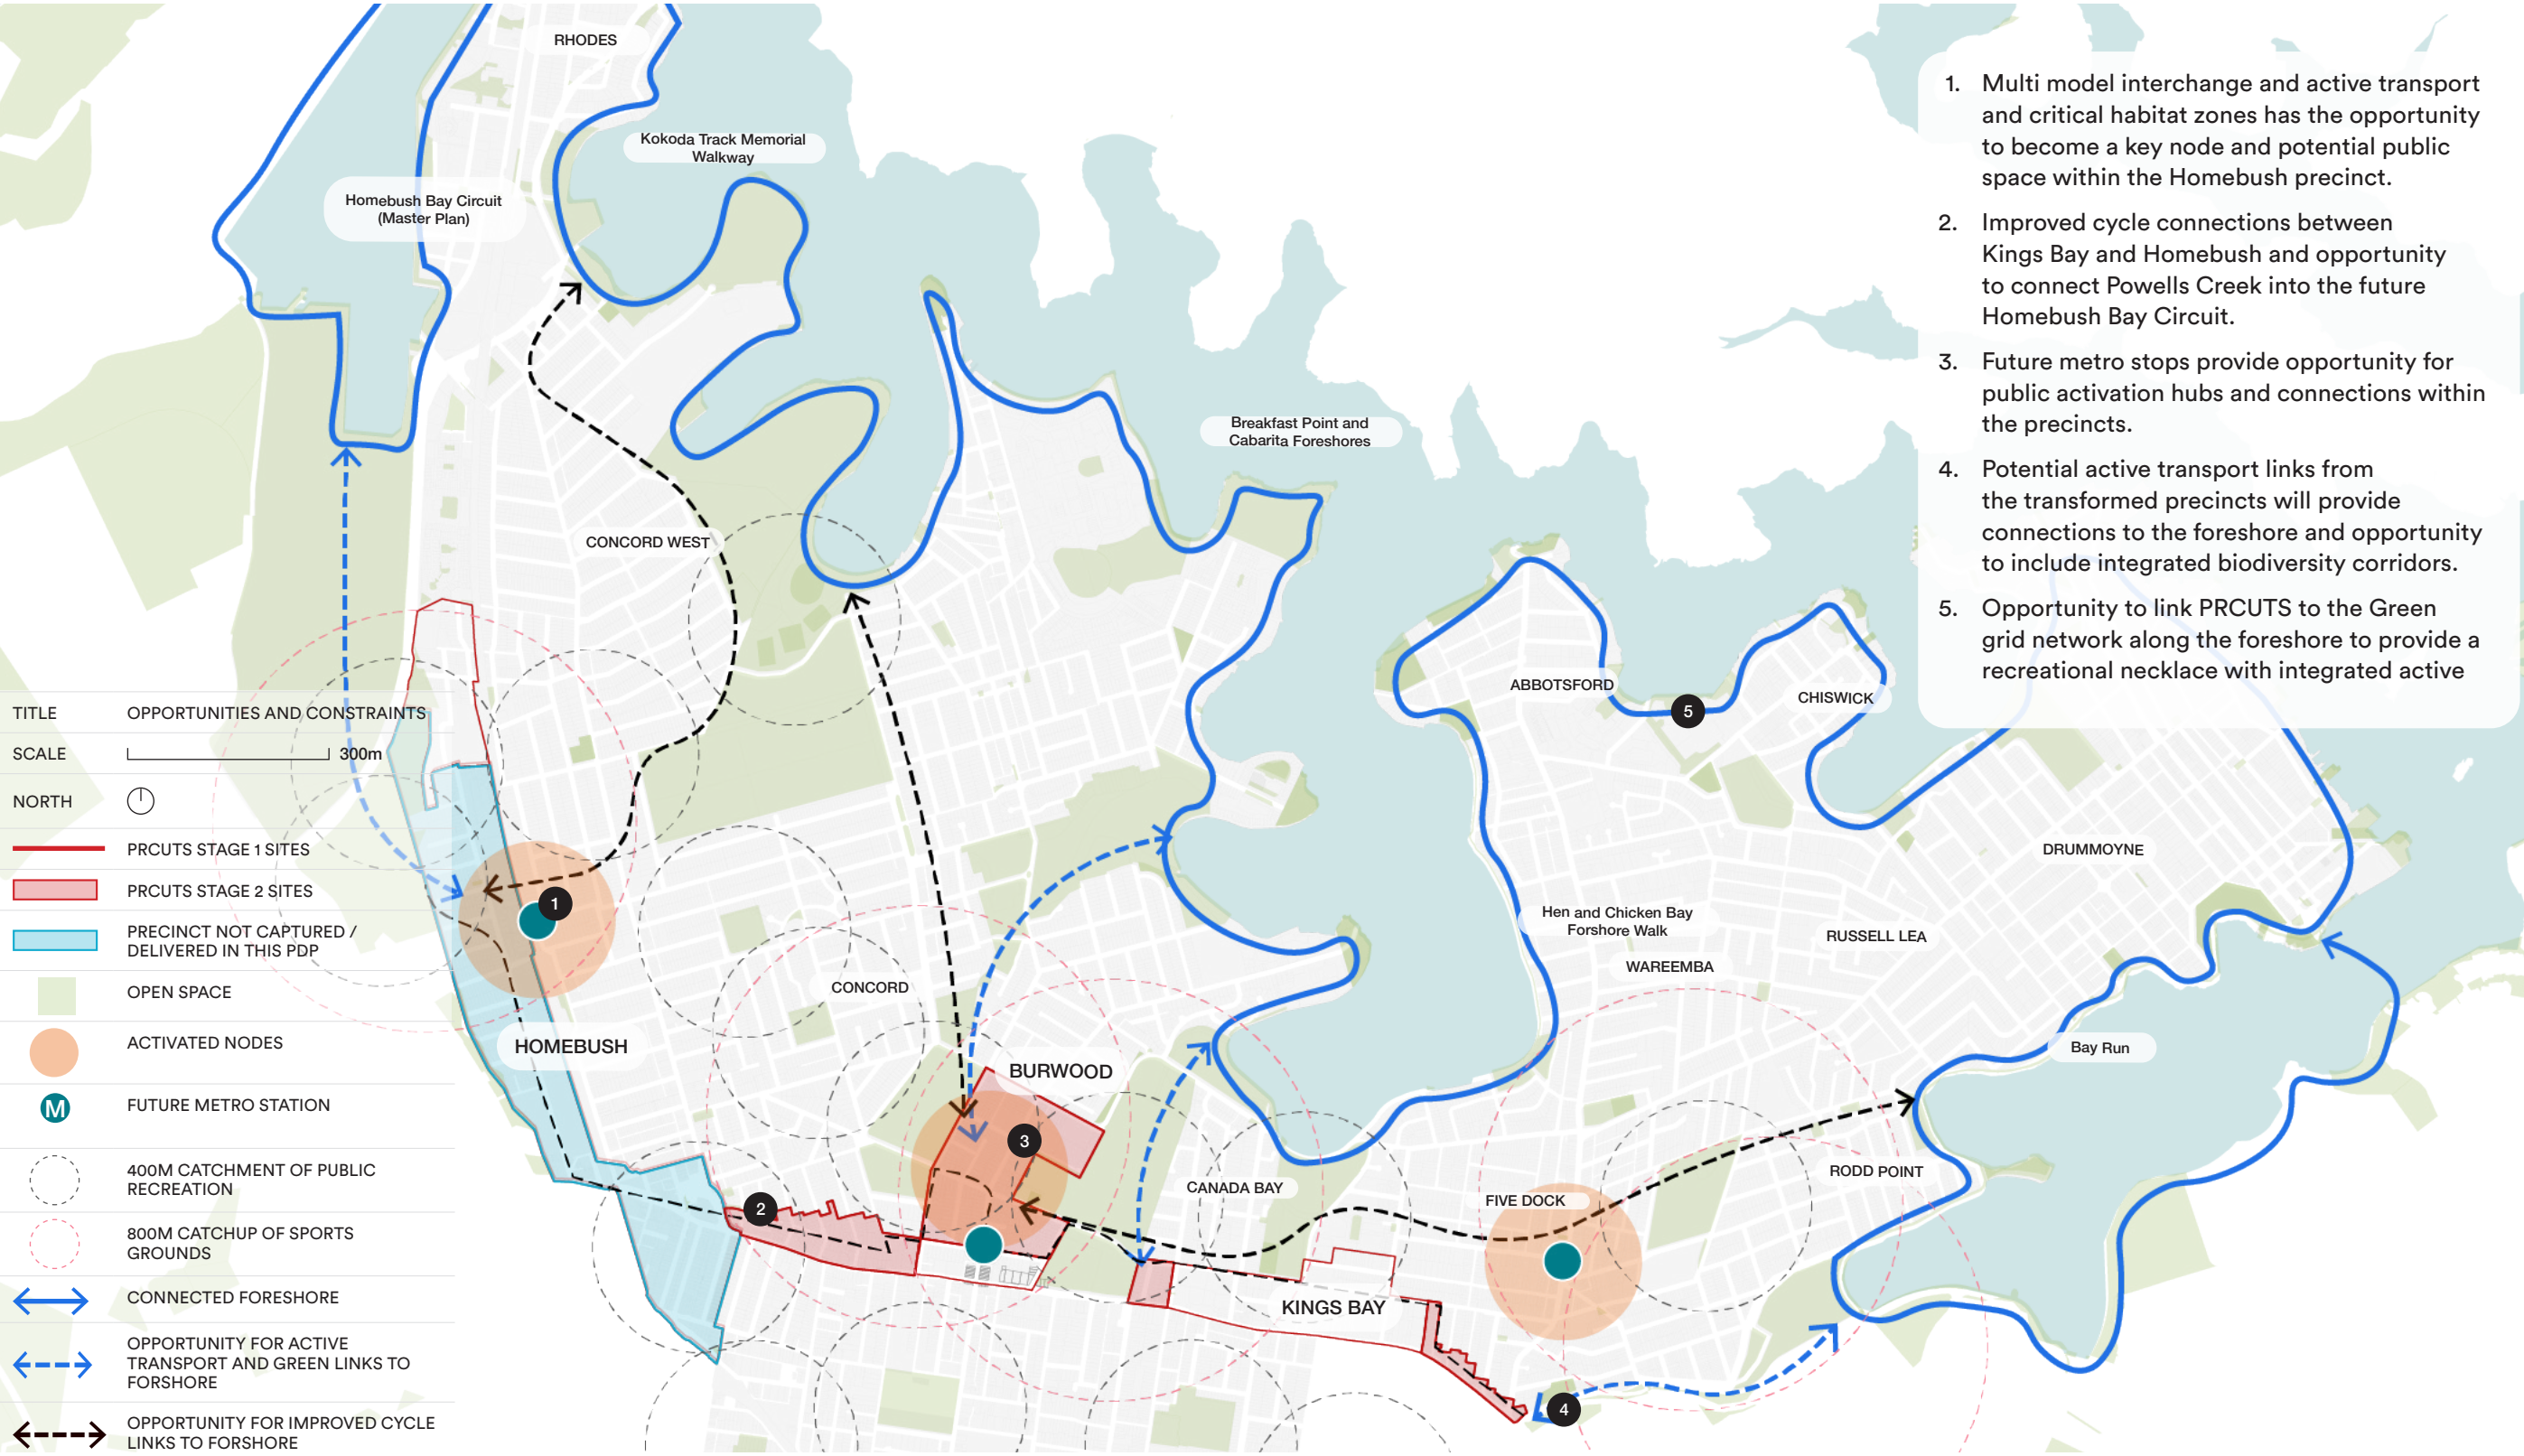 RHODES
Kokoda Track Memorial
Walkway
Homebush Bay Circuit
(Master Plan)
Breakfast Point and
Cabarita Foreshores
CONCORD WEST
ABBOTSFORD
5
CHISWICK
DRUMMOYNE
Hen and Chicken Bay
Forshore Walk
RUSSELL LEA
WAREEMBA
1
CONCORD
HOMEBUSH
BURWOOD
Bay Run
3
RODD POINT
CANADA BAY
FIVE DOCK
2
KINGS BAY
4
1. Multi model interchange and active transport
and critical habitat zones has the opportunity
to become a key node and potential public
space within the Homebush precinct.
2. Improved cycle connections between
Kings Bay and Homebush and opportunity
to connect Powells Creek into the future
Homebush Bay Circuit.
3. Future metro stops provide opportunity for
public activation hubs and connections within
the precincts.
4. Potential active transport links from
the transformed precincts will provide
connections to the foreshore and opportunity
to include integrated biodiversity corridors.
5. Opportunity to link PRCUTS to the Green
grid network along the foreshore to provide a
recreational necklace with integrated active
TITLE OPPORTUNITIES AND CONSTRAINTS
SCALE 300m
NORTH
PRCUTS STAGE 1 SITES
PRCUTS STAGE 2 SITES
PRECINCT NOT CAPTURED /
DELIVERED IN THIS PDP
OPEN SPACE
ACTIVATED NODES
M FUTURE METRO STATION
400M CATCHMENT OF PUBLIC
RECREATION
800M CATCHUP OF SPORTS
GROUNDS
CONNECTED FORESHORE
OPPORTUNITY FOR ACTIVE
TRANSPORT AND GREEN LINKS TO
FORSHORE
OPPORTUNITY FOR IMPROVED CYCLE
LINKS TO FORSHORE